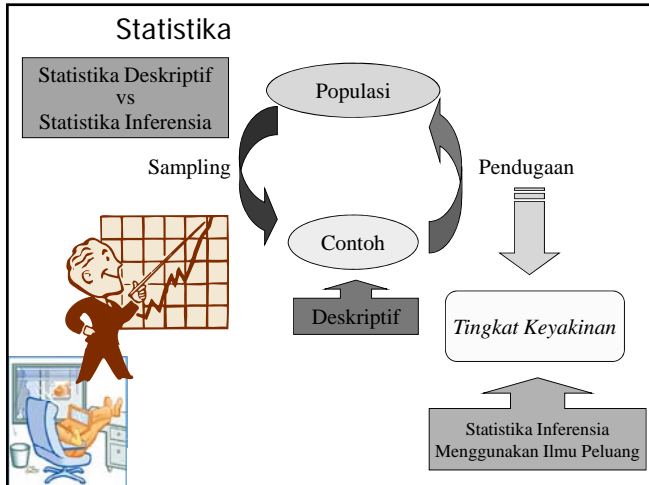 Statistika
Statistika Deskriptif
vs
Statistika Inferensia
Populasi
Sampling
Pendugaan
Contoh
Deskriptif
Tingkat Keyakinan
Statistika Inferensia
Menggunakan Ilmu Peluang